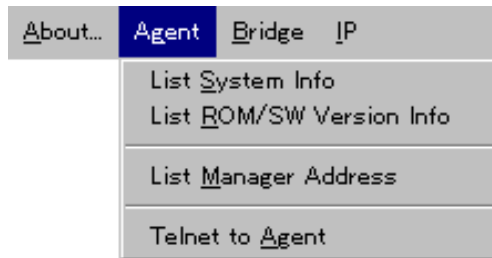 About... Agent Bridge IP
List System Info
List ROM/SW Version Info
List Manager Address
Telnet to Agent